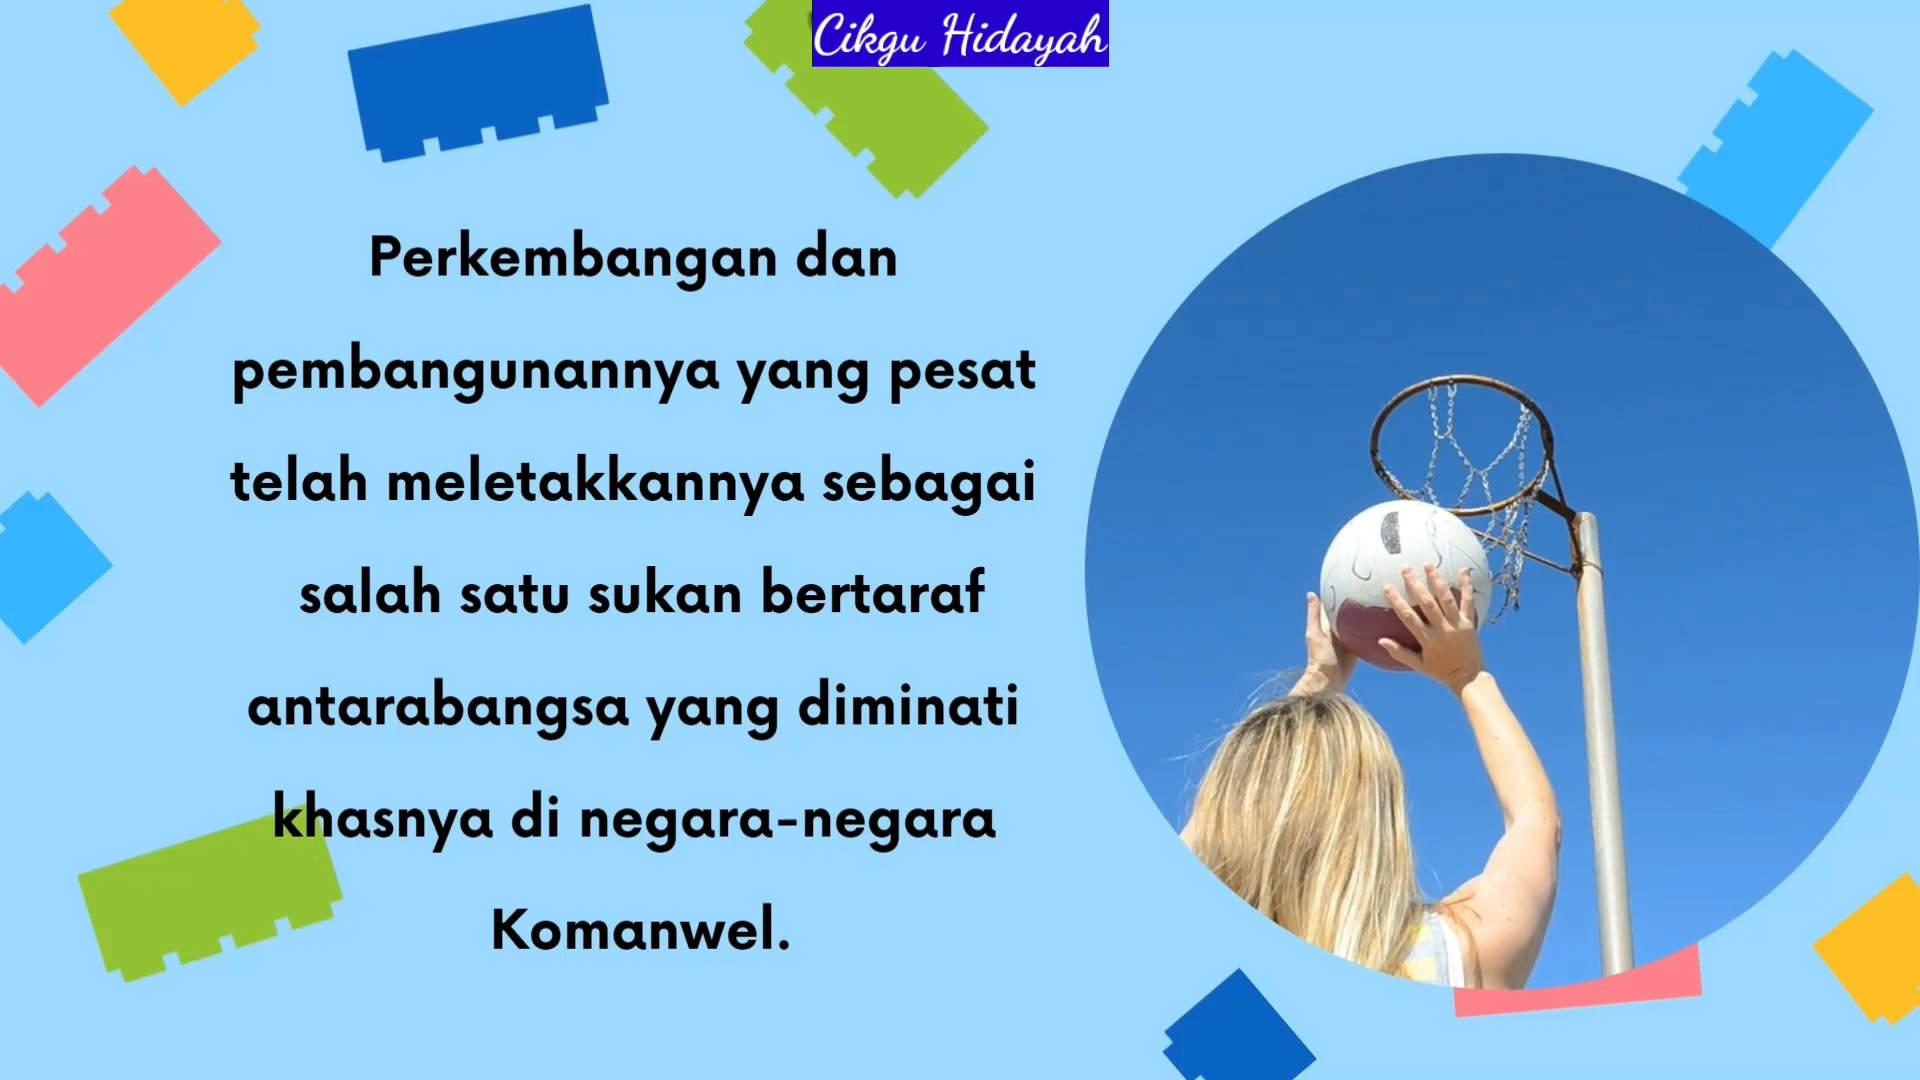 Cikgu Hidayah
Perkembangan dan
pembangunannya yang pesat
telah meletakkannya sebagai
salah satu sukan bertaraf
antarabangsa yang diminati
khasnya di negara-negara
Komanwel.